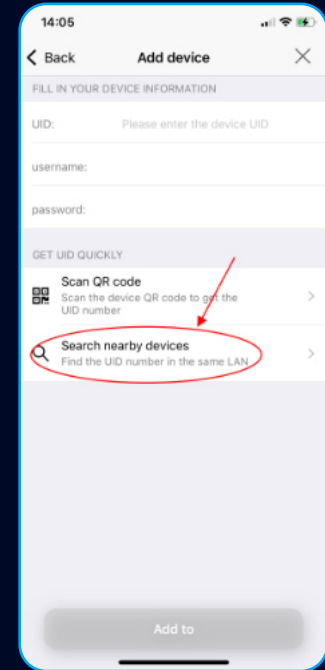 14:05
Back
Add device
FILL IN YOUR DEVICE INFORMATION
UID: Please enter the device UID
username:
password:
GET UID QUICKLY
Scan QR code
Scan the device QR code to get the
UID number
Search nearby devices
Find the UID number in the same LAN
Add to